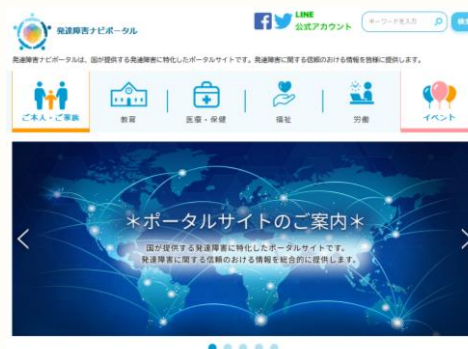 発達障害ナビポータル
LINE
公式アカウント
キーワードを入力
発達障害ナビポータルは、国が提供する発達障害に特化したポータルサイトです。発達障害に関する信頼のおける情報を皆様に提供します。
ご本人・ご家族
教育
医療・保健
福祉
労働
イベント
＊ポータルサイトのご案内＊
国が提供する発達障害に特化したポータルサイトです。
発達障害に関する信頼のおける情報を総合的に提供します。